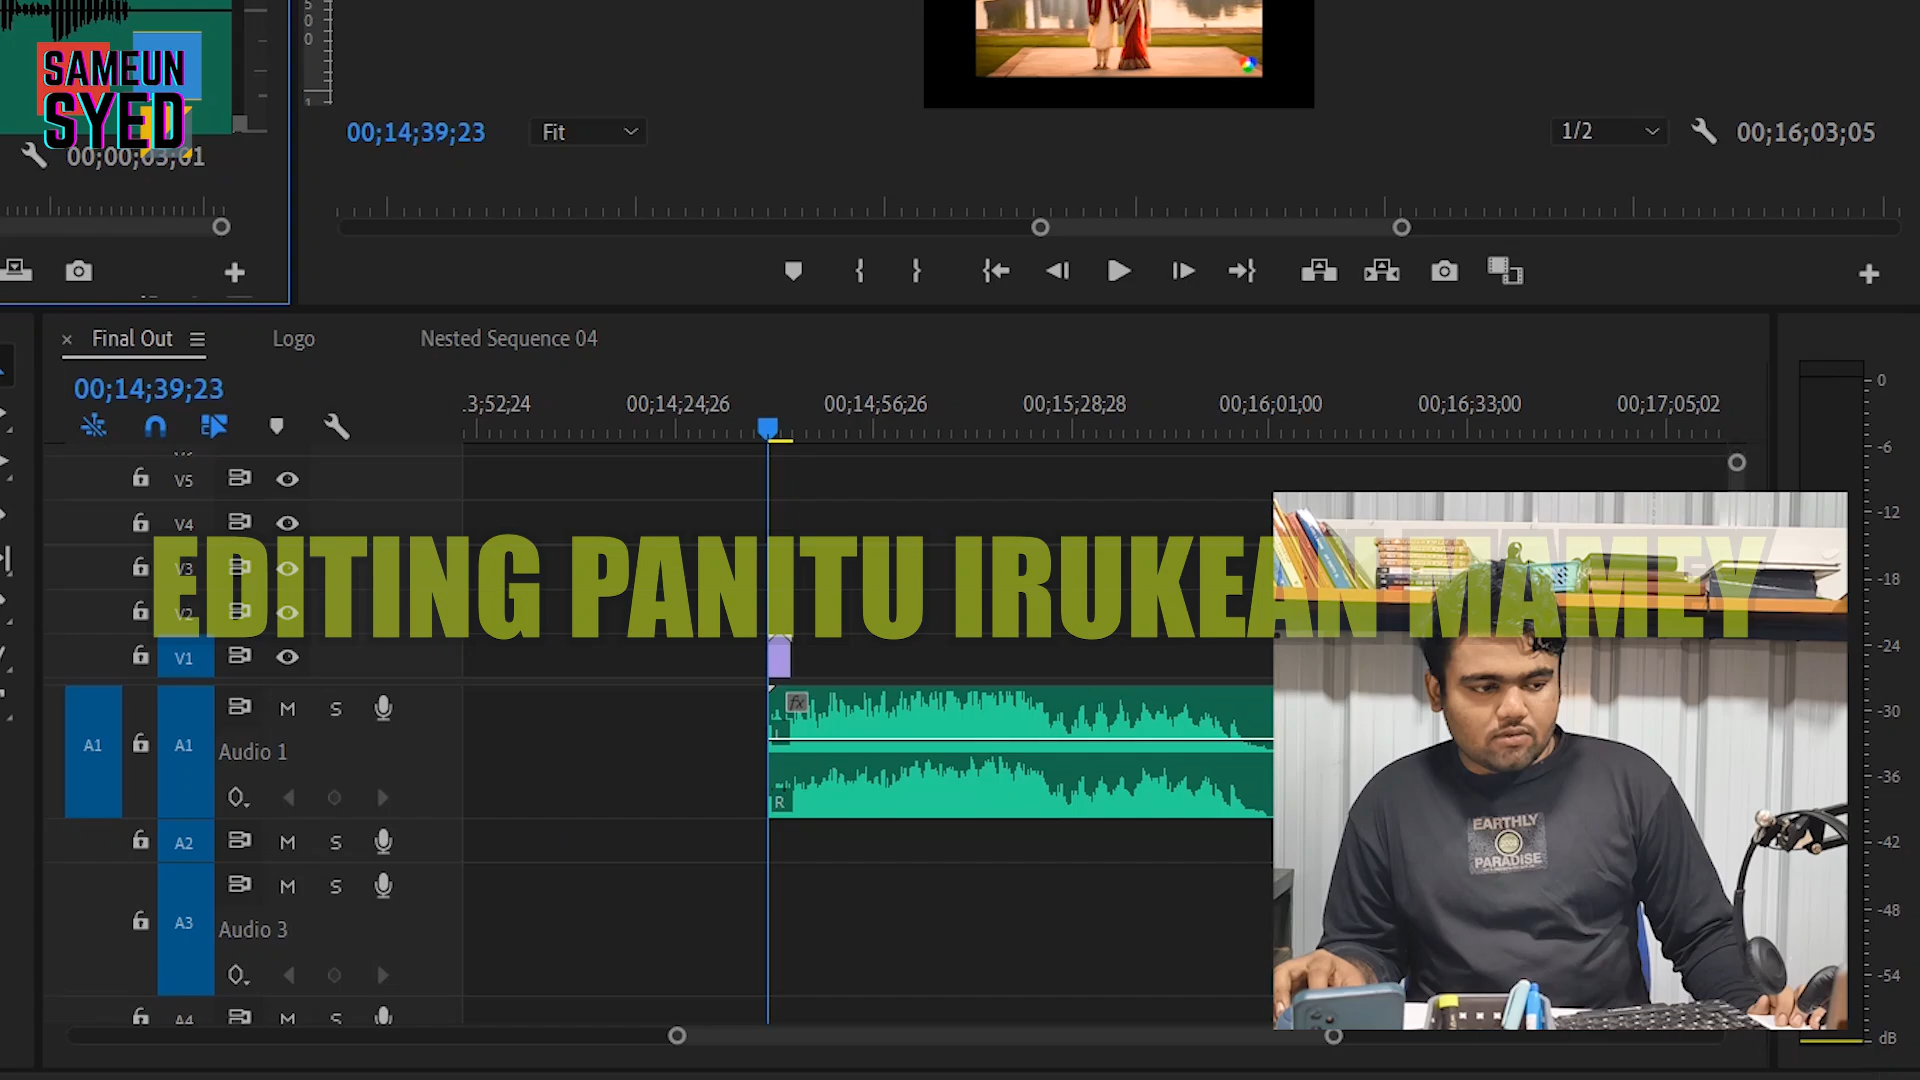 SAMEUN
SYED
00;00;03;01
00;14;39;23
Fit
1/2
00;16;03;05
Final Out
Logo
Nested Sequence 04
00;14;39;23
:3;52,24
00;14;24;26
00;14;56;26
00;15;28;28
00;16;01;00
00;16;33;00
00;17;05;02
V5
V4
V3
V2
V1
EDITING PANITU IRUKEAN MAMEY
A1
A1
M
S
Audio 1
fx
L
R
A2
M
S
A3
M
S
Audio 3
A4
M
S
EARTHLY
PARADISE
0
-6
-12
-18
-24
-30
-36
-42
-48
-54
dB